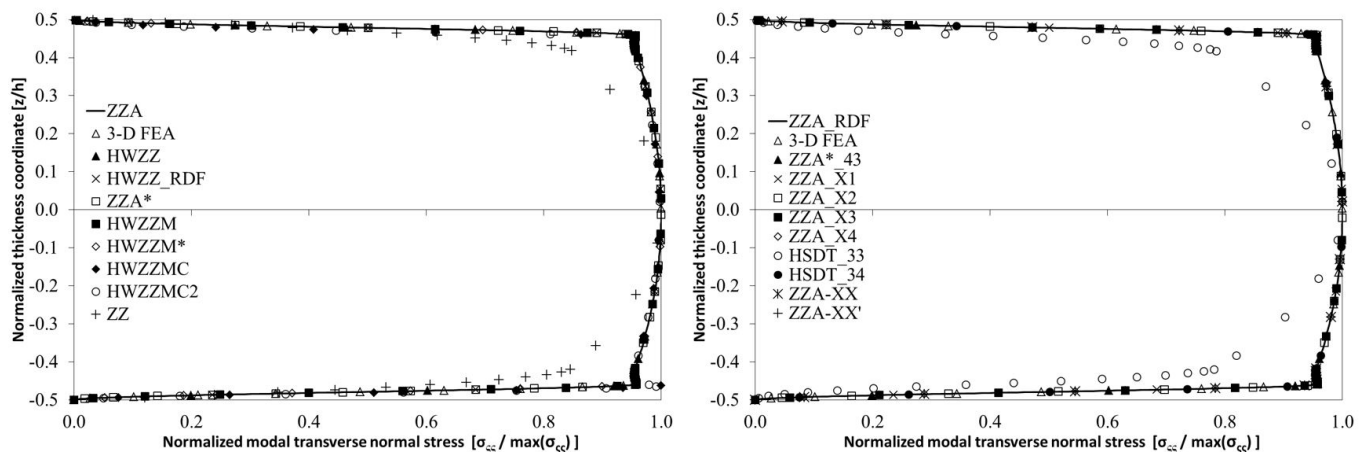 0.5
0.4
0.3
0.2
0.1
0.0
-0.1
-0.2
-0.3
-0.4
-0.5
Normalized thickness coordinate [z/h]
ZZA
3-D FEA
HWZZ
HWZZ_RDF
ZZA*
HWZZM
HWZZM*
HWZZMC
HWZZMC2
ZZ
0.0 0.2 0.4 0.6 0.8 1.0
Normalized modal transverse normal stress [σςς / max(σςς) ]
0.5
0.4
0.3
0.2
0.1
0.0
-0.1
-0.2
-0.3
-0.4
-0.5
Normalized thickness coordinate [z/h]
ZZA_RDF
3-D FEA
ZZA*_43
ZZA_X1
ZZA_X2
ZZA_X3
ZZA_X4
HSDT_33
HSDT_34
ZZA-XX
ZZA-XX'
0.0 0.2 0.4 0.6 0.8 1.0
Normalized modal transverse normal stress [σςς / max(σςς) ]